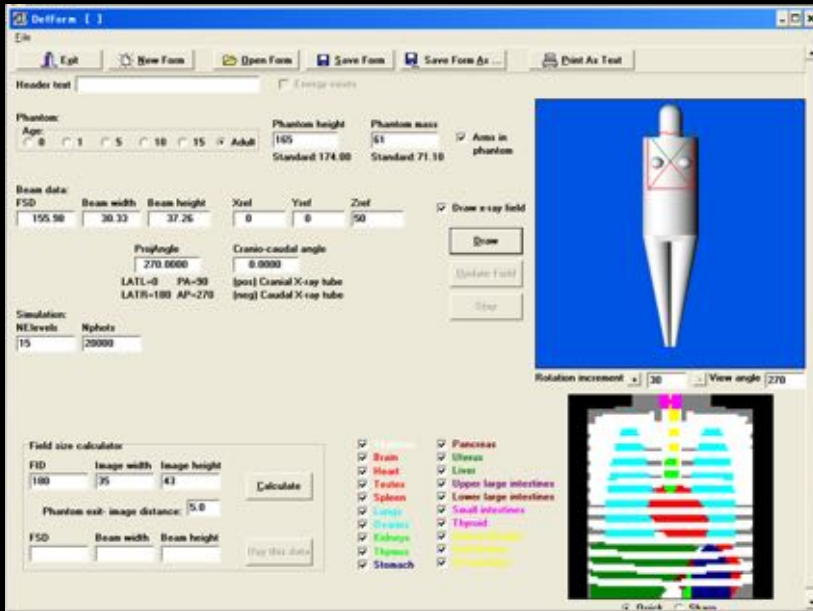 DefForm [ ]
File
Exit New Form Open Form Save Form Save Form As ... Print As Text
Header text Energy exists
Phantom:
Age:
0 1 5 10 15 Adult
Phantom height Phantom mass
165 61
Standard: 174.00 Standard: 71.10
Arms in phantom
Beam data:
FSD Beam width Beam height Xref Yref Zref
155.98 30.33 37.26 0 0 50
Draw x-ray field
ProjAngle Cranio-caudal angle
270.0000 0.0000
LATL=0 PA=90 (pos) Cranial X-ray tube
LATR=180 AP=270 (neg) Caudal X-ray tube
Draw
Update Field
Stop
Simulation:
NElevels Nphots
15 20000
Rotation increment + 30 - View angle 270
Field size calculator
FID Image width Image height
180 35 43
Calculate
Phantom exit- image distance: 5.0
FSD Beam width Beam height
Use this data
Brain
Heart
Testes
Spleen
Lungs
Ovaries
Kidneys
Thymus
Stomach
Pancreas
Uterus
Liver
Upper large intestines
Lower large intestines
Small intestines
Thyroid
Quick Sharp